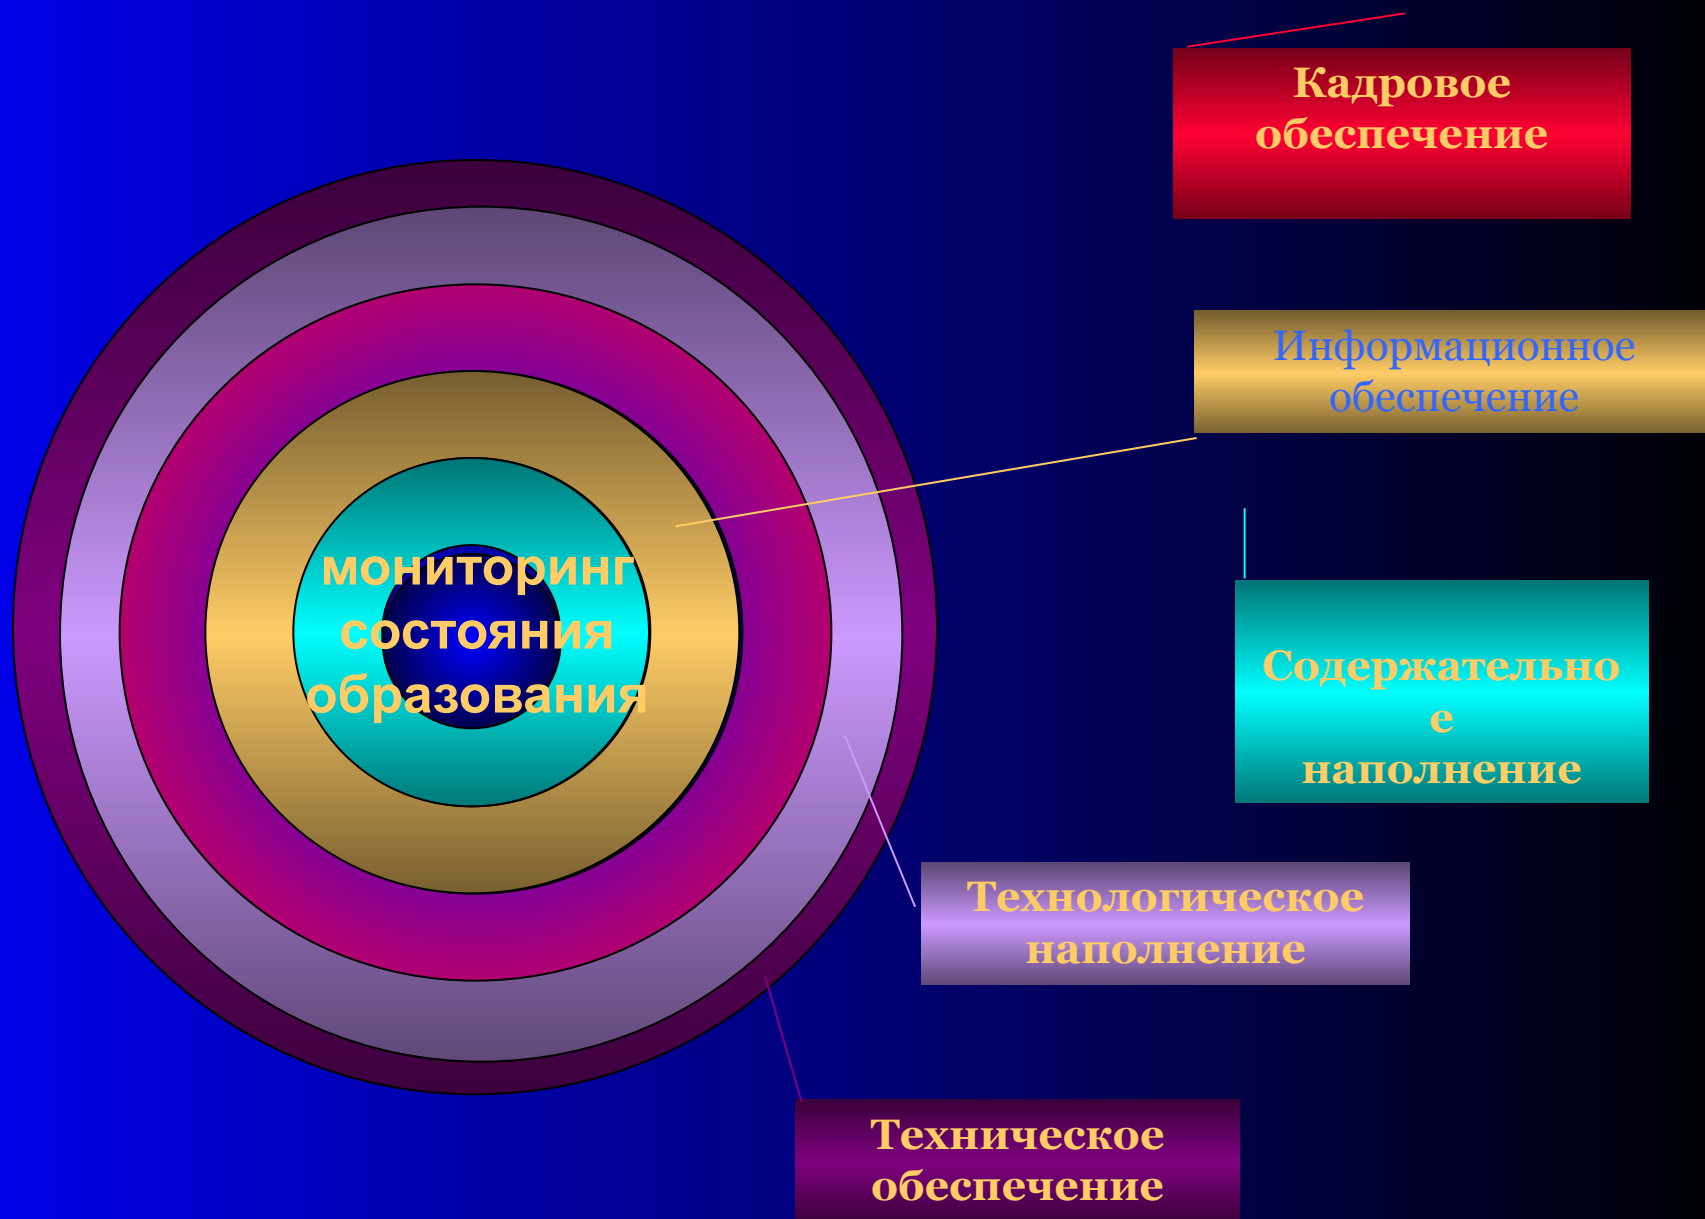 Кадровое
обеспечение
Информационное
обеспечение
мониторинг
состояния
образования
Содержательно
е
наполнение
Технологическое
наполнение
Техническое
обеспечение